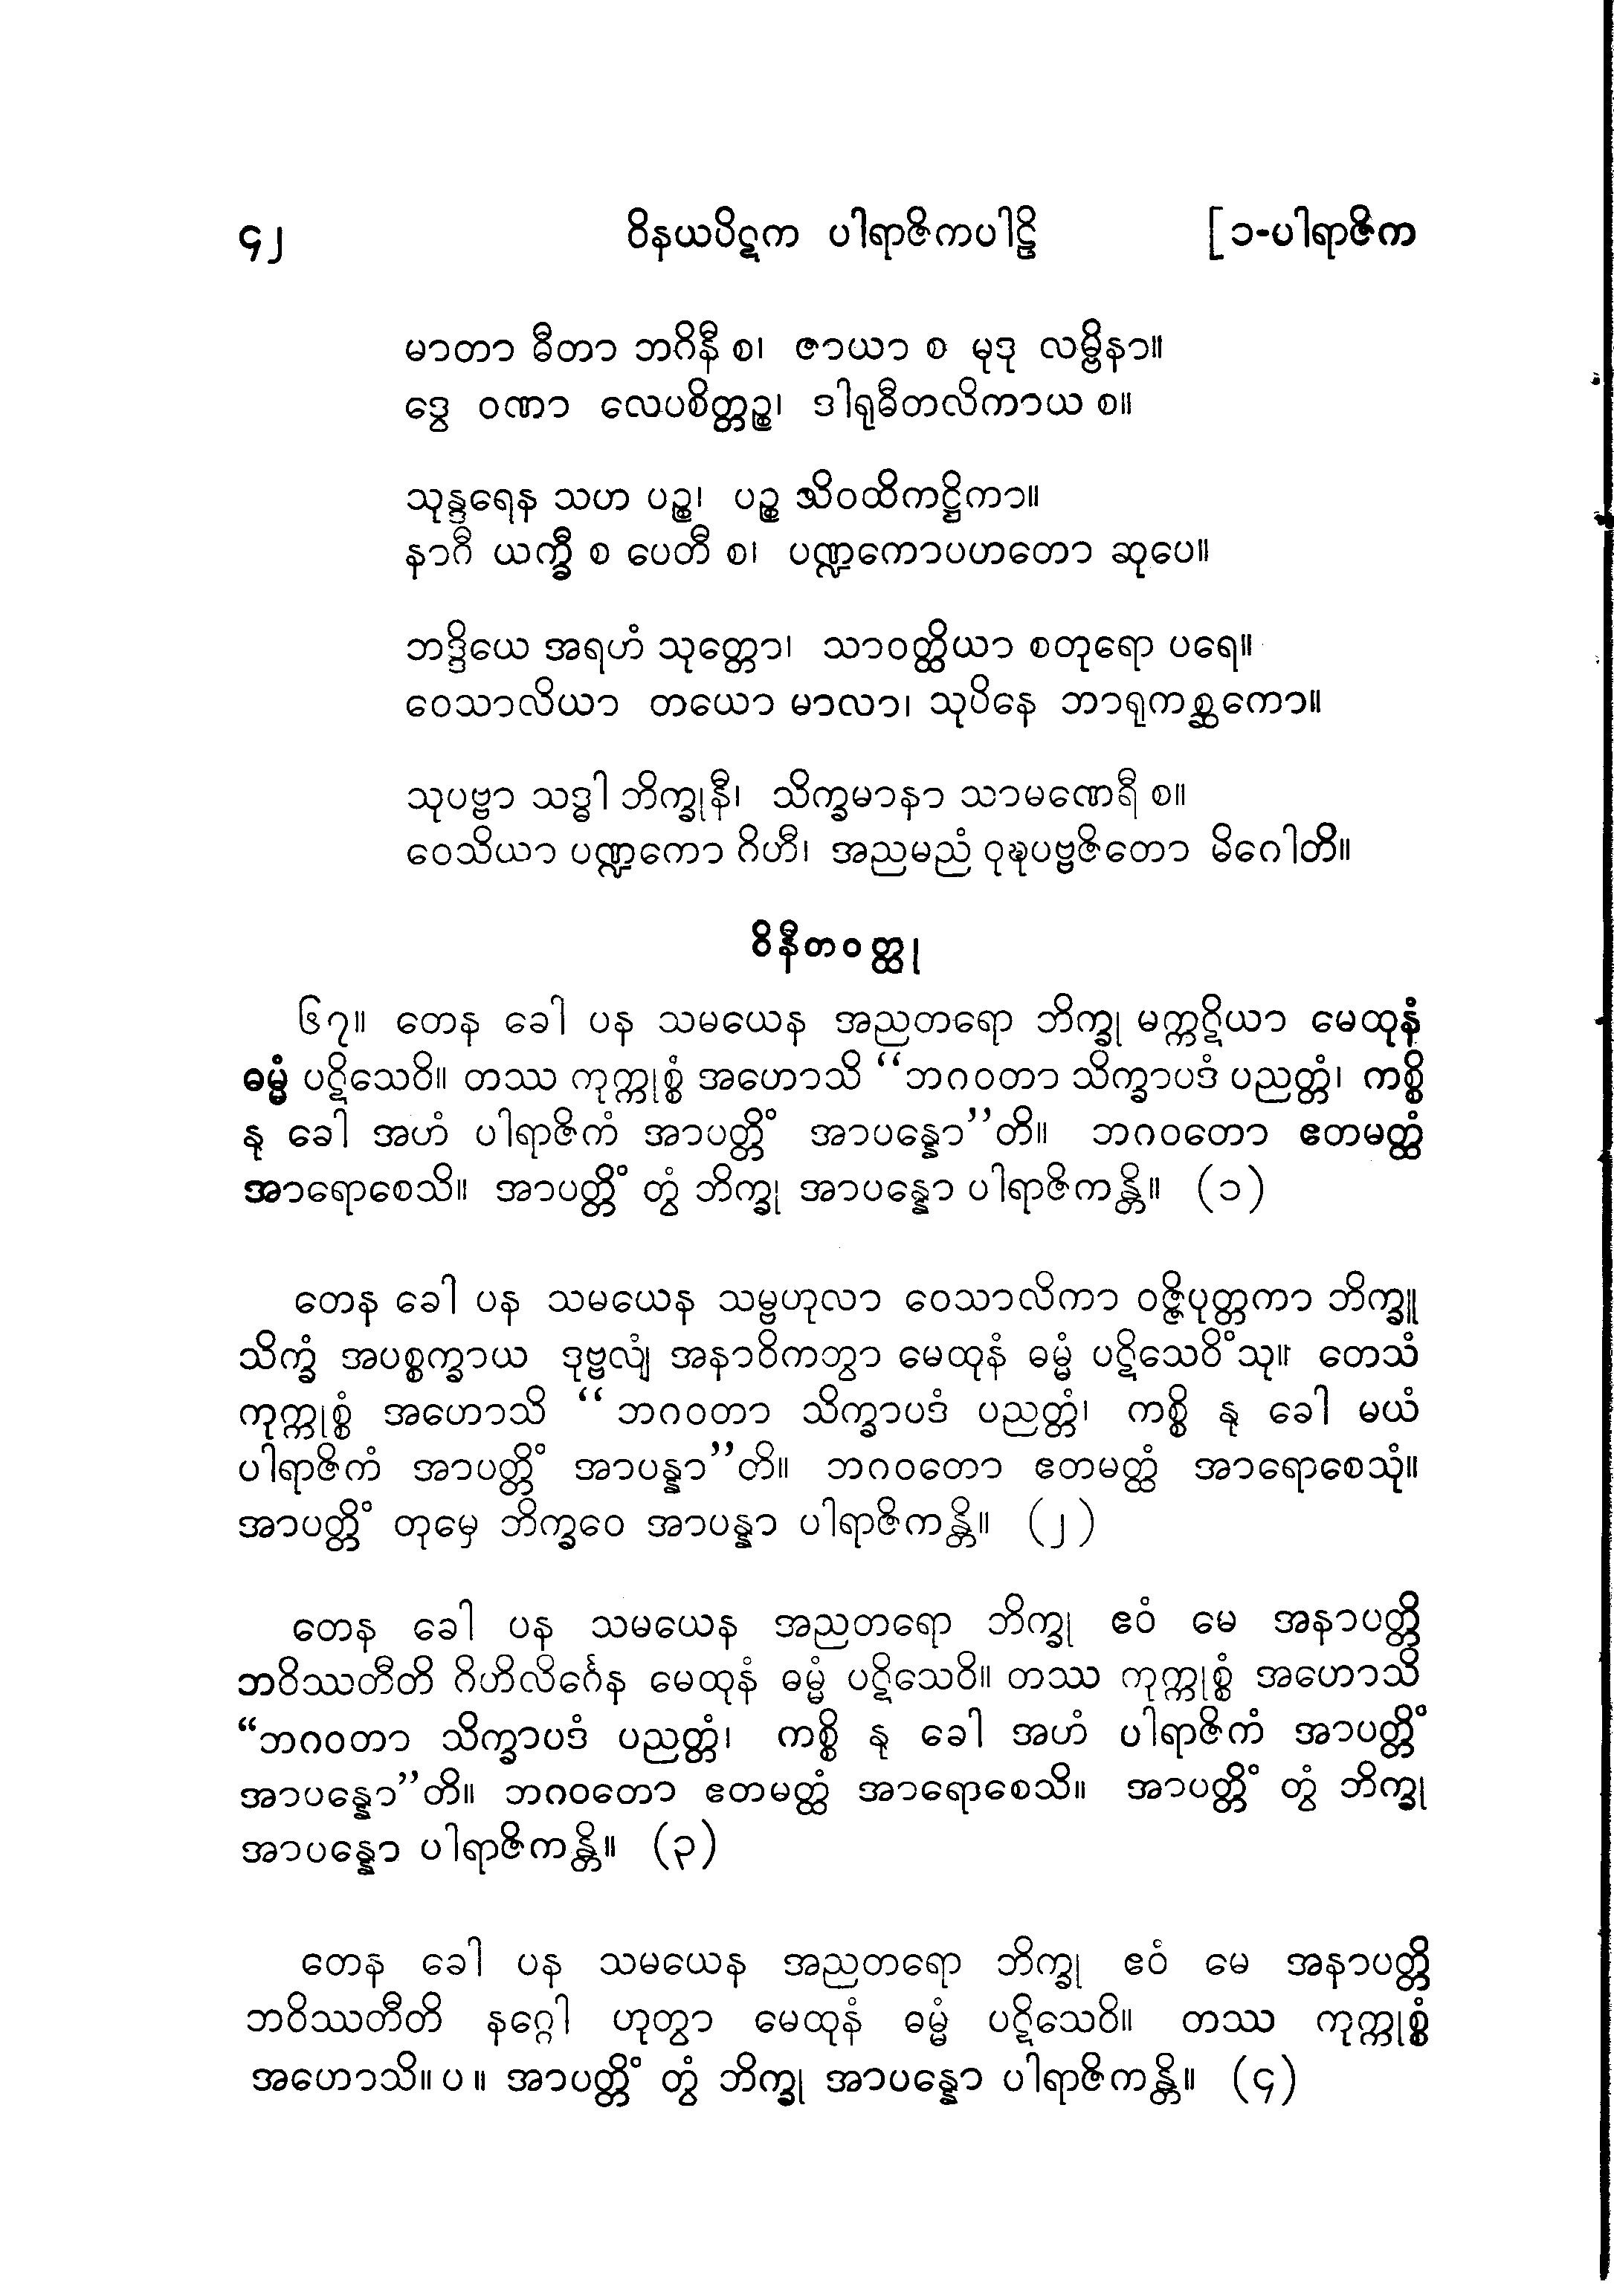 ၄၂ ဝိနယပိဋက ပါရာဇိကပါဠိ [ ၁-ပါရာဇိက
မာတာ ဓီတာ ဘဂိနီ စ၊ ဇာယာ စ မုဒု လမ္ဗိနာ။
ဒွေ ဝဏာ လေပစိတ္တဉ္စ၊ ဒါရုဓီတလိကာယ စ။
သုန္ဒရေန သဟ ပဉ္စ၊ ပဉ္စ သိဝထိကဋ္ဌိကာ။
နာဂီ ယက္ခီ စ ပေတီ စ၊ ပဏ္ဍကောပဟတော ဆုပေ။
ဘဒ္ဒိယေ အရဟံ သုတ္တော၊ သာဝတ္ထိယာ စတုရော ပရေ။
ဝေသာလိယာ တယော မာလာ၊ သုပိနေ ဘာရုကစ္ဆကော။
သုပဗ္ဗာ သဒ္ဓါ ဘိက္ခုနီ၊ သိက္ခမာနာ သာမဏေရီ စ။
ဝေသိယာ ပဏ္ဍကော ဂိဟီ၊ အညမညံ ဝုဍ္ဎပဗ္ဗဇိတော မိဂေါတိ။
ဝိနီတဝတ္ထု
၆၇။ တေန ခေါ ပန သမယေန အညတရော ဘိက္ခု မက္ကဋိယာ မေထုနံ
ဓမ္မံ ပဋိသေဝိ။ တဿ ကုက္ကုစ္စံ အဟောသိ “ဘဂဝတာ သိက္ခာပဒံ ပညတ္တံ၊ ကစ္စိ
နု ခေါ အဟံ ပါရာဇိကံ အာပတ္တိံ အာပန္နော”တိ။ ဘဂဝတော ဧတမတ္ထံ
အာရောစေသိ။ အာပတ္တိံ တွံ ဘိက္ခု အာပန္နော ပါရာဇိကန္တိ။ (၁)
တေန ခေါ ပန သမယေန သမ္ဗဟုလာ ဝေသာလိကာ ဝဇ္ဇိပုတ္တကာ ဘိက္ခူ
သိက္ခံ အပစ္စက္ခာယ ဒုဗ္ဗလျံ အနာဝိကတွာ မေထုနံ ဓမ္မံ ပဋိသေဝိံသု။ တေသံ
ကုက္ကုစ္စံ အဟောသိ “ဘဂဝတာ သိက္ခာပဒံ ပညတ္တံ၊ ကစ္စိ နု ခေါ မယံ
ပါရာဇိကံ အာပတ္တိံ အာပန္နာ”တိ။ ဘဂဝတော ဧတမတ္ထံ အာရောစေသုံ။
အာပတ္တိံ တုမှေ ဘိက္ခဝေ အာပန္နာ ပါရာဇိကန္တိ။ (၂)
တေန ခေါ ပန သမယေန အညတရော ဘိက္ခု ဧဝံ မေ အနာပတ္တိ
ဘဝိဿတီတိ ဂိဟိလိင်္ဂေန မေထုနံ ဓမ္မံ ပဋိသေဝိ။ တဿ ကုက္ကုစ္စံ အဟောသိ
“ဘဂဝတာ သိက္ခာပဒံ ပညတ္တံ၊ ကစ္စိ နု ခေါ အဟံ ပါရာဇိကံ အာပတ္တိံ
အာပန္နော”တိ။ ဘဂဝတော ဧတမတ္ထံ အာရောစေသိ။ အာပတ္တိံ တွံ ဘိက္ခု
အာပန္နော ပါရာဇိကန္တိ။ (၃)
တေန ခေါ ပန သမယေန အညတရော ဘိက္ခု ဧဝံ မေ အနာပတ္တိ
ဘဝိဿတီတိ နဂ္ဂေါ ဟုတွာ မေထုနံ ဓမ္မံ ပဋိသေဝိ။ တဿ ကုက္ကုစ္စံ
အဟောသိ။ပ။ အာပတ္တိံ တွံ ဘိက္ခု အာပန္နော ပါရာဇိကန္တိ။ (၄)